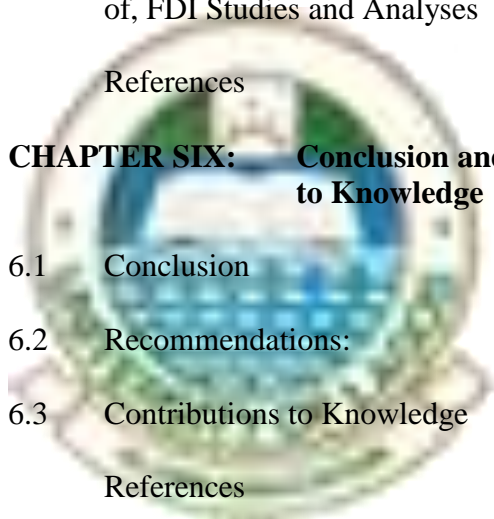 of, FDI Studies and Analyses
References
CHAPTER SIX: Conclusion and
to Knowledge
6.1 Conclusion
6.2 Recommendations:
6.3 Contributions to Knowledge
References